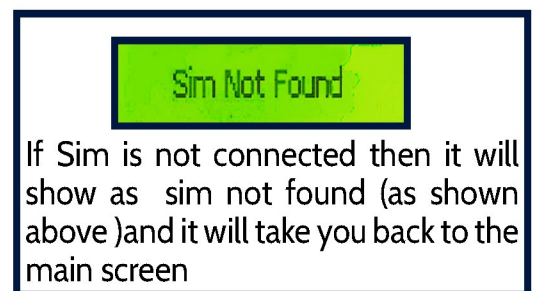 Sim Not Found
If Sim is not connected then it will
show as sim not found (as shown
above )and it will take you back to the
main screen